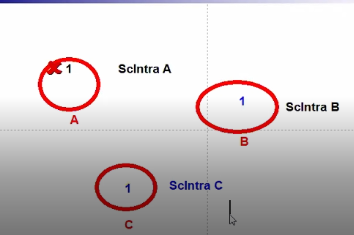 1 ScIntra A
A
1 ScIntra B
B
1 ScIntra C
C